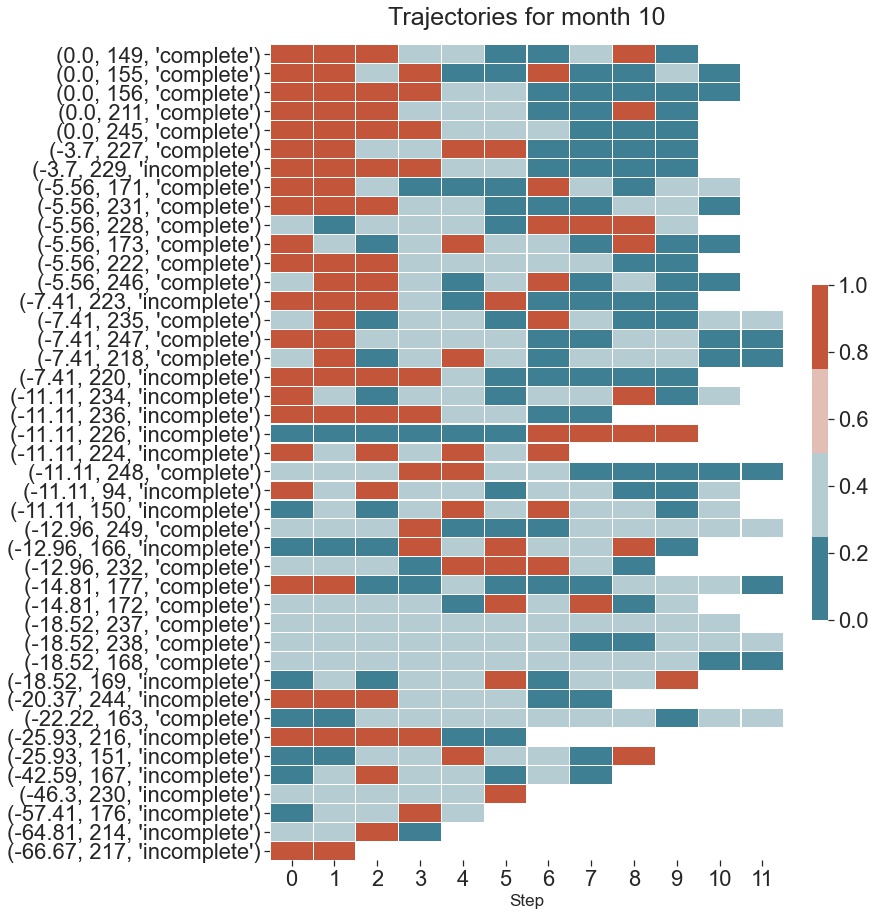 Trajectories for month 10
(0.0, 149, 'complete')
(0.0, 155, 'complete')
(0.0, 156, 'complete')
(0.0, 211, 'complete')
(0.0, 245, 'complete')
(-3.7, 227, 'complete')
(-3.7, 229, 'incomplete')
(-5.56, 171, 'complete')
(-5.56, 231, 'complete')
(-5.56, 228, 'complete')
(-5.56, 173, 'complete')
(-5.56, 222, 'complete')
(-5.56, 246, 'complete')
(-7.41, 223, 'incomplete')
(-7.41, 235, 'complete')
(-7.41, 247, 'complete')
(-7.41, 218, 'complete')
(-7.41, 220, 'incomplete')
(-11.11, 234, 'incomplete')
(-11.11, 236, 'incomplete')
(-11.11, 226, 'incomplete')
(-11.11, 224, 'incomplete')
(-11.11, 248, 'complete')
(-11.11, 94, 'incomplete')
(-11.11, 150, 'incomplete')
(-12.96, 249, 'complete')
(-12.96, 166, 'incomplete')
(-12.96, 232, 'complete')
(-14.81, 177, 'complete')
(-14.81, 172, 'complete')
(-18.52, 237, 'complete')
(-18.52, 238, 'complete')
(-18.52, 168, 'complete')
(-18.52, 169, 'incomplete')
(-20.37, 244, 'incomplete')
(-22.22, 163, 'complete')
(-25.93, 216, 'incomplete')
(-25.93, 151, 'incomplete')
(-42.59, 167, 'incomplete')
(-46.3, 230, 'incomplete')
(-57.41, 176, 'incomplete')
(-64.81, 214, 'incomplete')
(-66.67, 217, 'incomplete')
0 1 2 3 4 5 6 7 8 9 10 11
Step
1.0
0.8
0.6
0.4
0.2
0.0